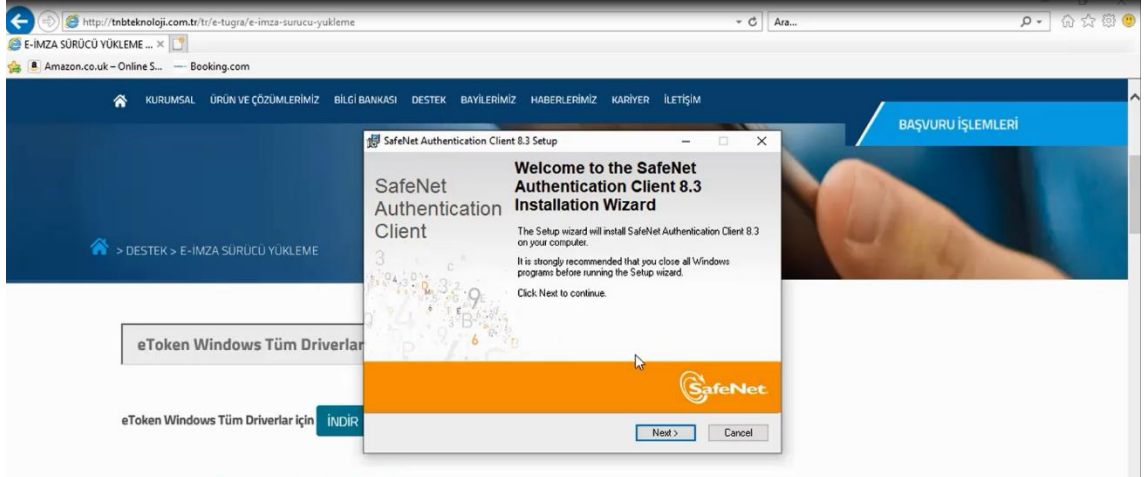 http://tnbteknoloji.com.tr/tr/e-tugra/e-imza-surucu-yukleme
Ara...
E-İMZA SÜRÜCÜ YÜKLEME ...
Amazon.co.uk – Online S...
Booking.com
KURUMSAL ÜRÜN VE ÇÖZÜMLERİMİZ BİLGİ BANKASI DESTEK BAYİLERİMİZ HABERLERİMİZ KARİYER İLETİŞİM
BAŞVURU İŞLEMLERİ
> DESTEK > E-İMZA SÜRÜCÜ YÜKLEME
SafeNet Authentication Client 8.3 Setup
SafeNet
Authentication
Client
Welcome to the SafeNet
Authentication Client 8.3
Installation Wizard
The Setup wizard will install SafeNet Authentication Client 8.3
on your computer.
It is strongly recommended that you close all Windows
programs before running the Setup wizard.
Click Next to continue.
SafeNet.
Next >
Cancel
eToken Windows Tüm Driverlar
eToken Windows Tüm Driverlar için İNDİR